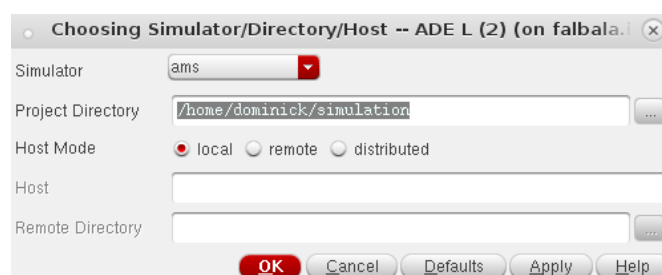 Choosing Simulator/Directory/Host -- ADE L (2) (on falbala.
Simulator ams
Project Directory /home/dominick/simulation ...
Host Mode local remote distributed
Host
Remote Directory ...
OK Cancel Defaults Apply Help